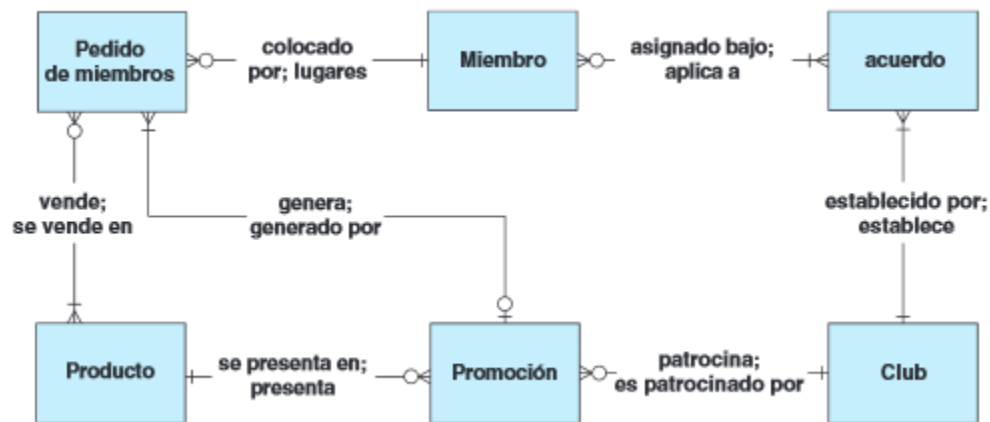 Pedido
de miembros
colocado
por; lugares
Miembro
asignado bajo;
aplica a
acuerdo
vende;
se vende en
genera;
generado por
establecido por;
establece
Producto
se presenta en;
presenta
Promoción
patrocina;
es patrocinado por
Club